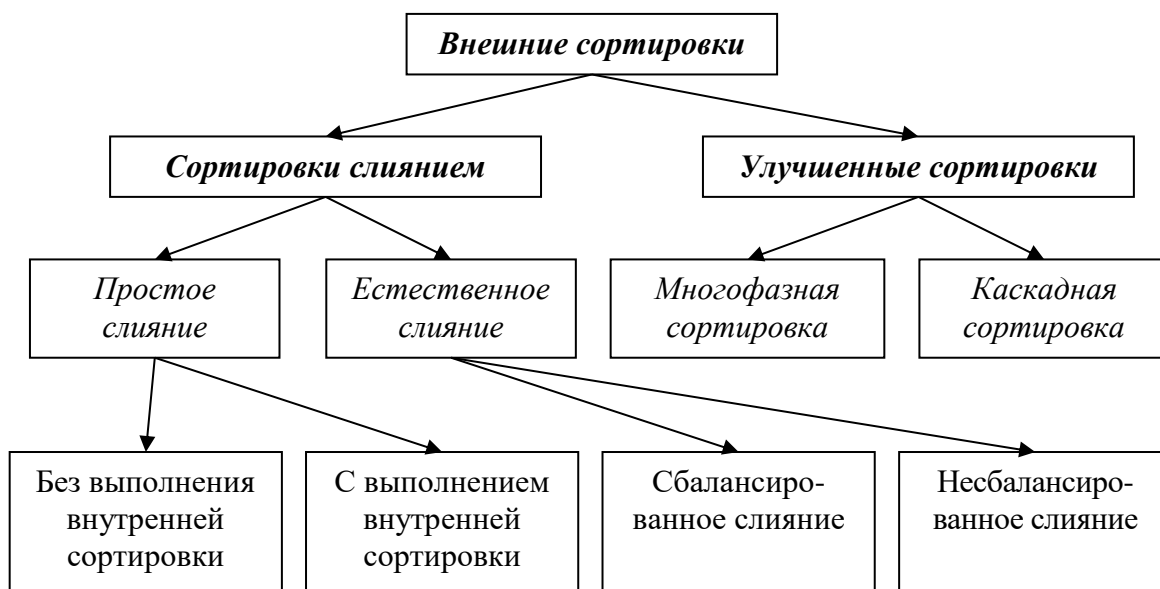 Внешние сортировки
Сортировки слиянием
Улучшенные сортировки
Простое
слияние
Естественное
слияние
Многофазная
сортировка
Каскадная
сортировка
Без выполнения
внутренней
сортировки
С выполнением
внутренней
сортировки
Сбалансиро-
ванное слияние
Несбалансиро-
ванное слияние